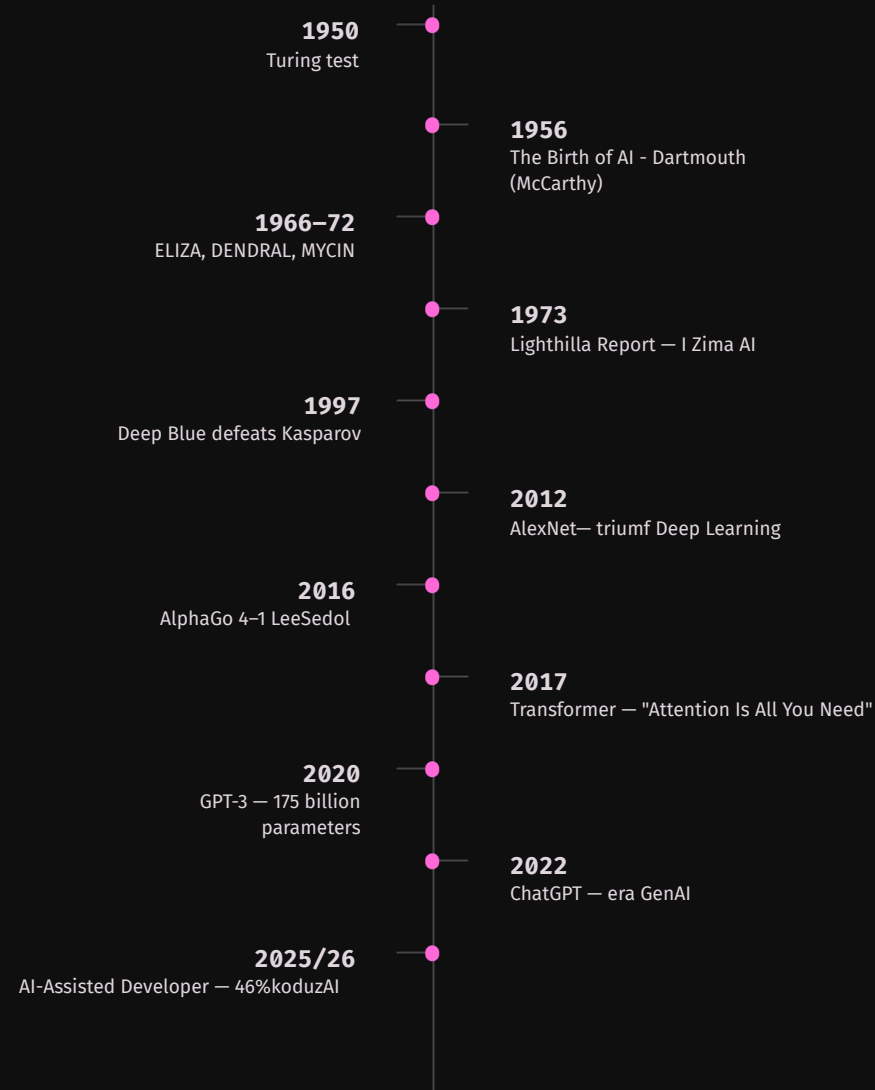 1950
Turing test
1956
The Birth of AI - Dartmouth
(McCarthy)
1966–72
ELIZA, DENDRAL, MYCIN
1973
Lighthilla Report — I Zima AI
1997
Deep Blue defeats Kasparov
2012
AlexNet— triumf Deep Learning
2016
AlphaGo 4–1 LeeSedol
2017
Transformer — "Attention Is All You Need"
2020
GPT-3 — 175 billion
parameters
2022
ChatGPT — era GenAI
2025/26
AI-Assisted Developer — 46%koduzAI